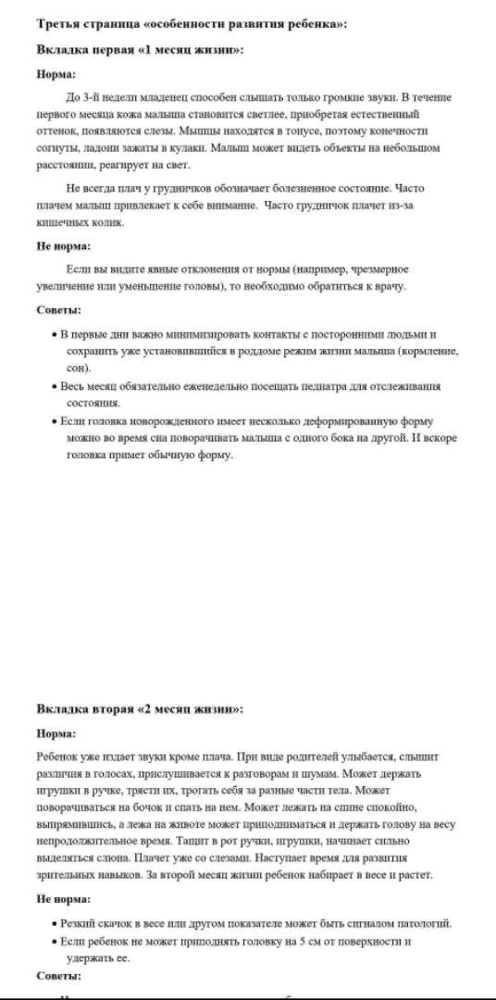 Третья страница «особенности развития ребенка»:
Вкладка первая «1 месяц жизни»:
Норма:
До 3-й недели младенец способен слышать только громкие звуки. В течение
первого месяца кожа малыша становится светлее, приобретая естественный
оттенок, появляются слезы. Мышцы находятся в тонусе, поэтому конечности
согнуты, ладони зажаты в кулаки. Малыш может видеть объекты на небольшом
расстоянии, реагирует на свет.
Не всегда плач у грудничков обозначает болезненное состояние. Часто
плачем малыш привлекает к себе внимание. Часто грудничок плачет из-за
кишечных колик.
Не норма:
Если вы видите явные отклонения от нормы (например, чрезмерное
увеличение или уменьшение головы), то необходимо обратиться к врачу.
Советы:
• В первые дни важно минимизировать контакты с посторонними людьми и
сохранить уже установившийся в роддоме режим жизни малыша (кормление,
сон).
• Весь месяц обязательно еженедельно посещать педиатра для отслеживания
состояния.
• Если головка новорожденного имеет несколько деформированную форму
можно во время сна поворачивать малыша с одного бока на другой. И вскоре
головка примет обычную форму.
Вкладка вторая «2 месяц жизни»:
Норма:
Ребенок уже издает звуки кроме плача. При виде родителей улыбается, слышит
различия в голосах, прислушивается к разговорам и шумам. Может держать
игрушки в ручке, трясти их, трогать себя за разные части тела. Может
поворачиваться на бочок и спать на нем. Может лежать на спине спокойно,
выпрямившись, а лежа на животе может приподниматься и держать голову на весу
непродолжительное время. Тащит в рот ручки, игрушки, начинает сильно
выделяться слюна. Плачет уже со слезами. Наступает время для развития
зрительных навыков. За второй месяц жизни ребенок набирает в весе и растет.
Не норма:
• Резкий скачок в весе или другом показателе может быть сигналом патологий.
• Если ребенок не может приподнять головку на 5 см от поверхности и
удержать ее.
Советы: